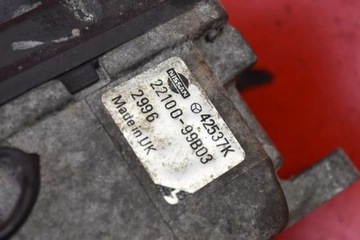 NISSAN 42537K
22100-99B03
2996
Made in UK